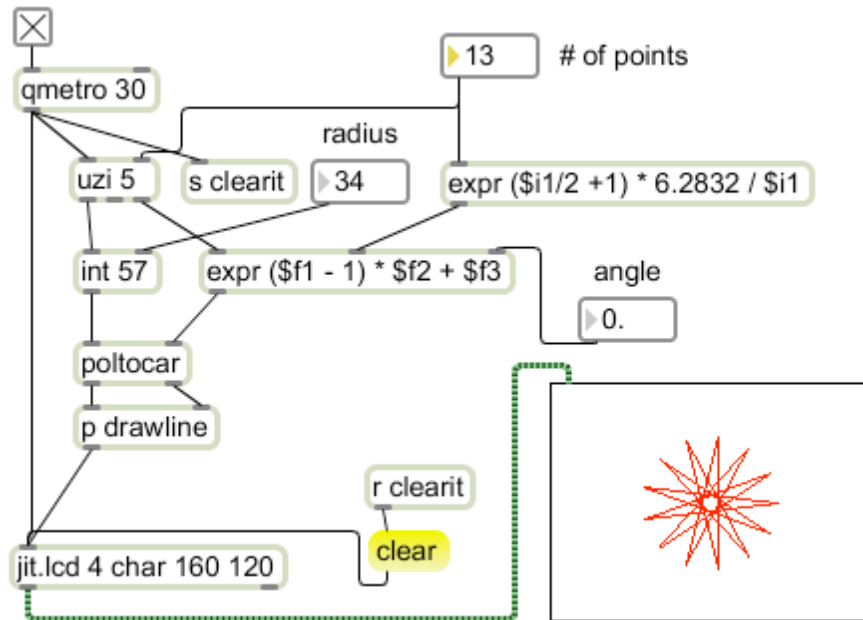 13
# of points
qmetro 30
radius
uzi 5
s clearit
34
expr ($i1/2 +1) * 6.2832 / $i1
int 57
expr ($f1 - 1) * $f2 + $f3
angle
0.
poltocar
p drawline
r clearit
clear
jit.lcd 4 char 160 120